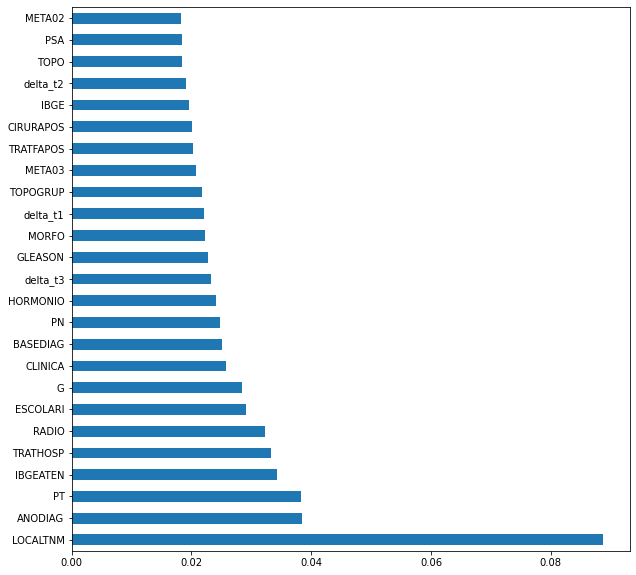 META02
PSA
TOPO
delta_t2
IBGE
CIRURAPOS
TRATFAPOS
META03
TOPOGRUP
delta_t1
MORFO
GLEASON
delta_t3
HORMONIO
PN
BASEDIAG
CLINICA
G
ESCOLARI
RADIO
TRATHOSP
IBGEATEN
PT
ANODIAG
LOCALTNM
0.00 0.02 0.04 0.06 0.08